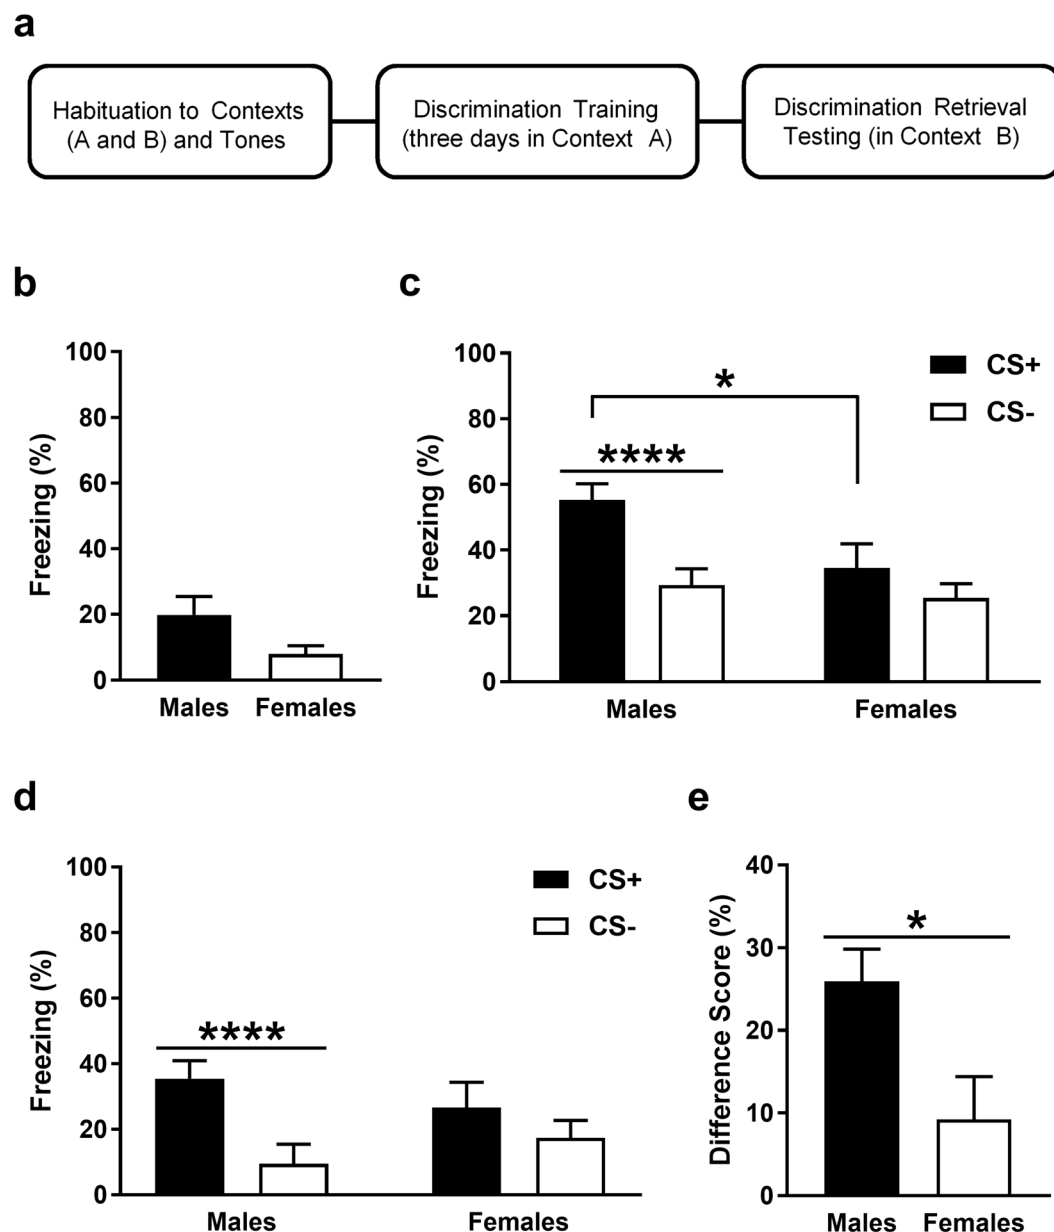 a
Habituation to Contexts
(A and B) and Tones
Discrimination Training
(three days in Context A)
Discrimination Retrieval
Testing (in Context B)
b
Freezing (%)
100
80
60
40
20
0
Males Females
c
Freezing (%)
100
80
60
40
20
0
*
****
CS+
CS-
Males Females
d
Freezing (%)
100
80
60
40
20
0
****
CS+
CS-
Males Females
e
Difference Score (%)
40
30
20
10
0
*
Males Females